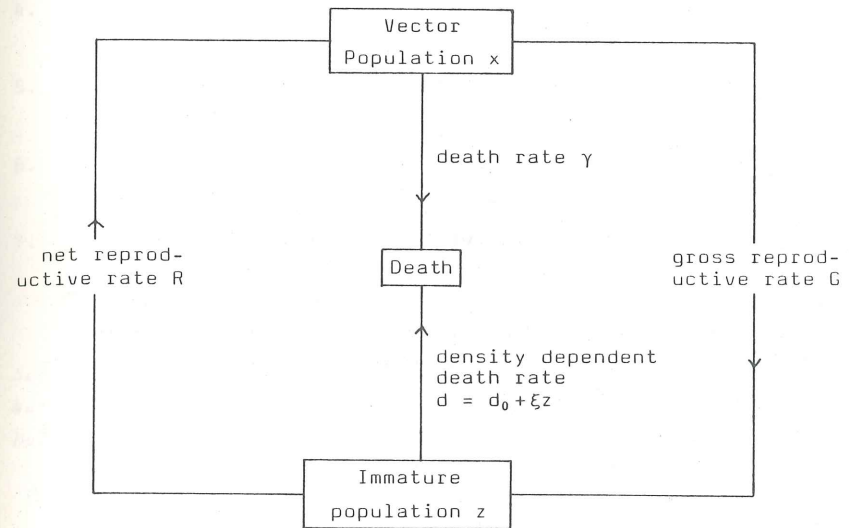 Vector
Population x
death rate γ
net reprod-
uctive rate R
Death
gross reprod-
uctive rate G
density dependent
death rate
d = d₀ + ξz
Immature
population z